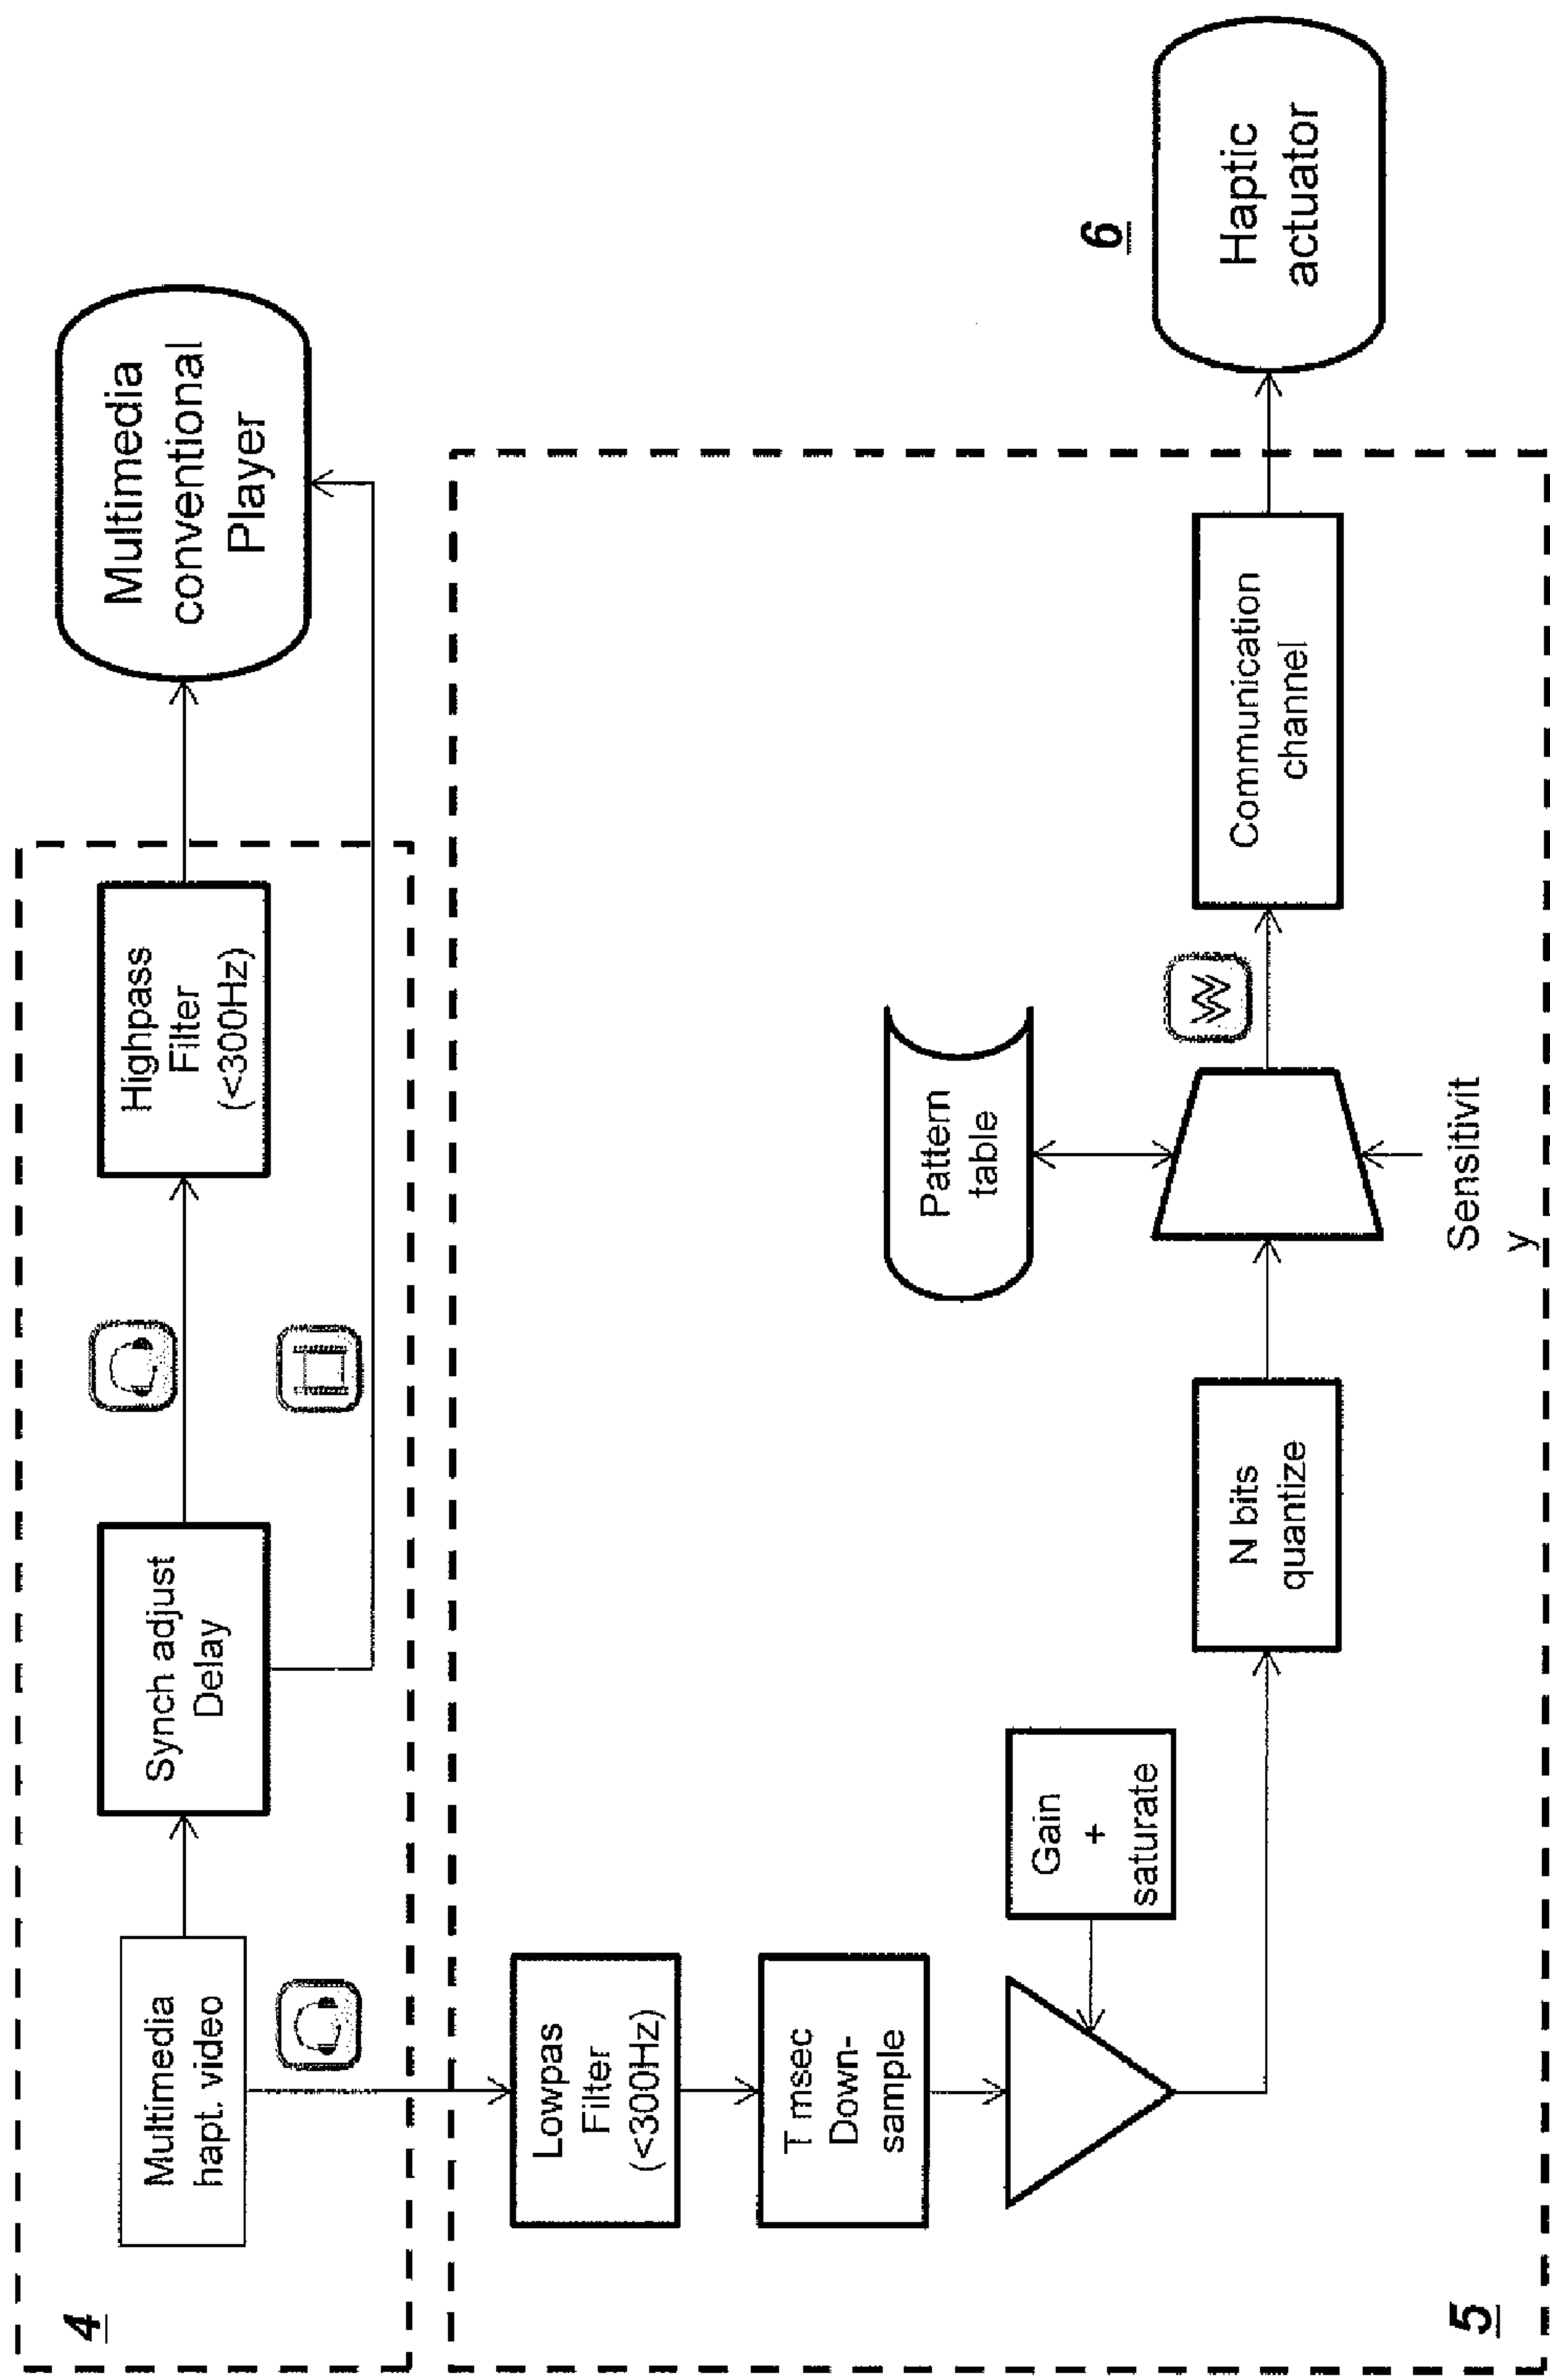 4
Multimedia
hapt. video
Synch adjust
Delay
Highpass
Filter
(<300Hz)
Multimedia
conventional
Player
Lowpas
Filter
(<300Hz)
T msec
Down-
sample
Gain
+
saturate
N bits
quantize
Pattern
table
Sensitivit
y
Communication
channel
5
6
Haptic
actuator